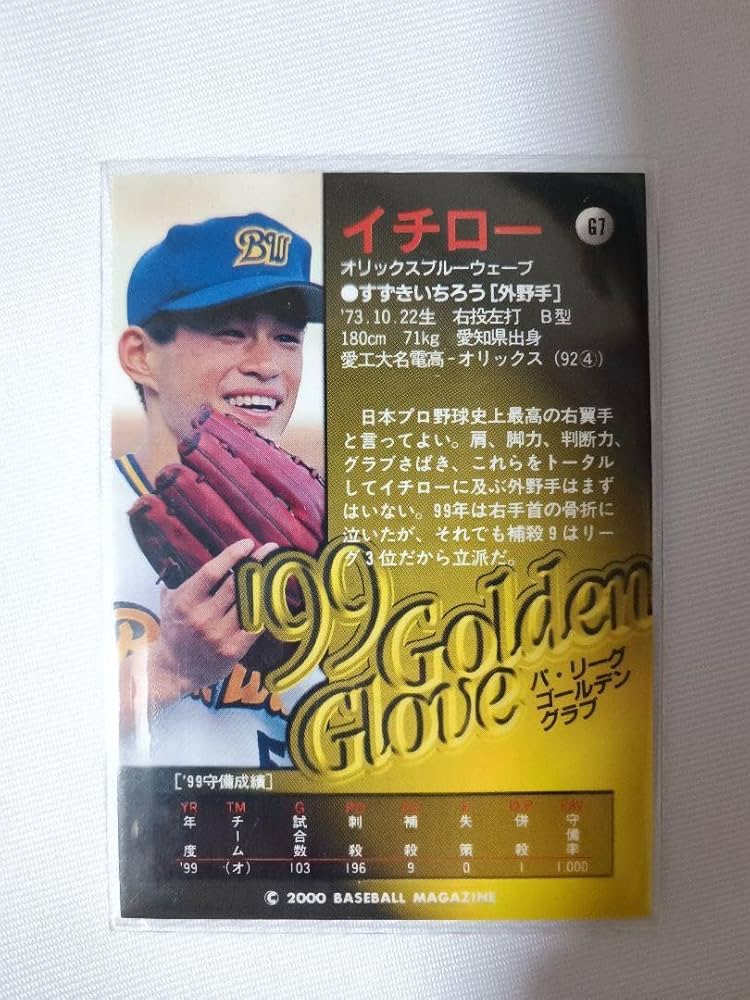 BW
イチロー
G7
オリックスブルーウェーブ
●すずきいちろう[外野手]
'73.10.22生 右投左打 B型
180cm 71kg 愛知県出身
愛工大名電高-オリックス (92④)
日本プロ野球史上最高の右翼手
と言ってよい。肩、脚力、判断力、
グラブさばき、これらをトータル
してイチローに及ぶ外野手はまず
はいない。99年は右手首の骨折に
泣いたが、それでも補殺9はリー
グ3位だから立派だ。
'99 Golden
Glove
パ・リーグ
ゴールデン
グラブ
['99守備成績]
YR TM G PO D.P
年度 チーム 試合数 刺殺 補殺 失策 併殺 守備率
'99 (オ) 103 196 9 0 1 1.000
© 2000 BASEBALL MAGAZINE